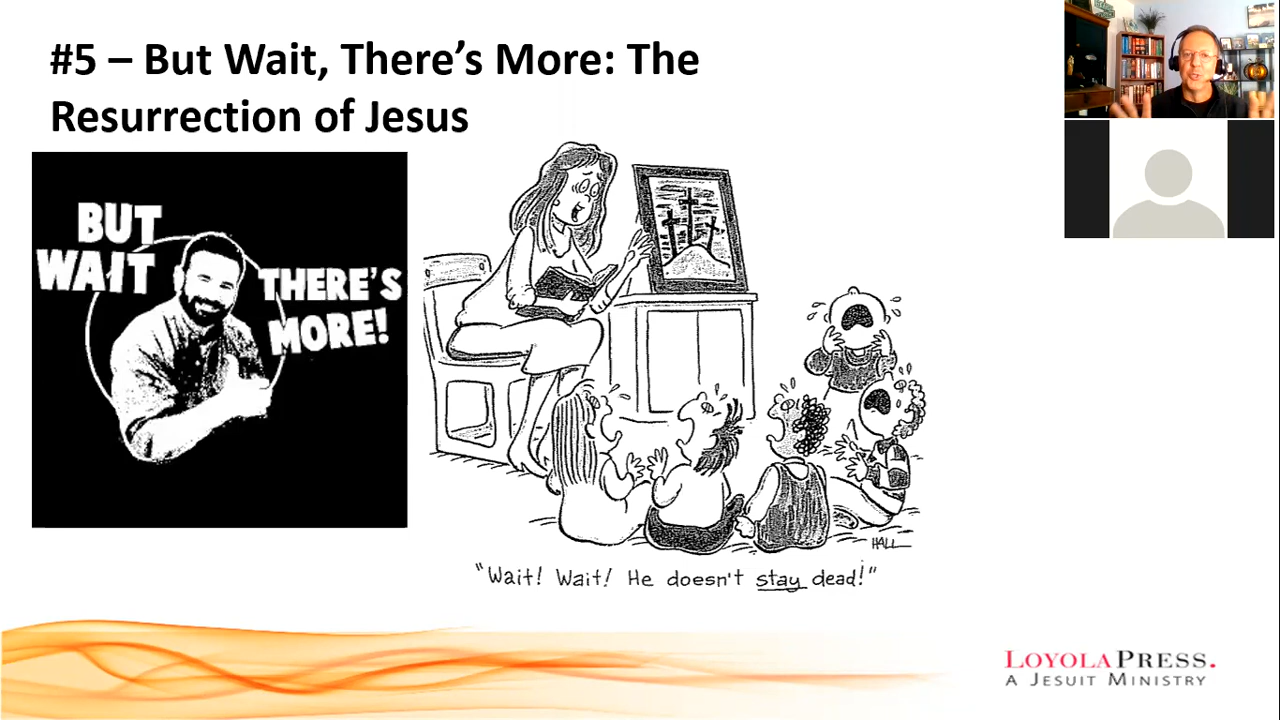 #5 – But Wait, There’s More: The
Resurrection of Jesus
BUT
WAIT
THERE'S
MORE!
HALL
"Wait! Wait! He doesn't stay dead!"
LOYOLAPRESS.
A JESUIT MINISTRY